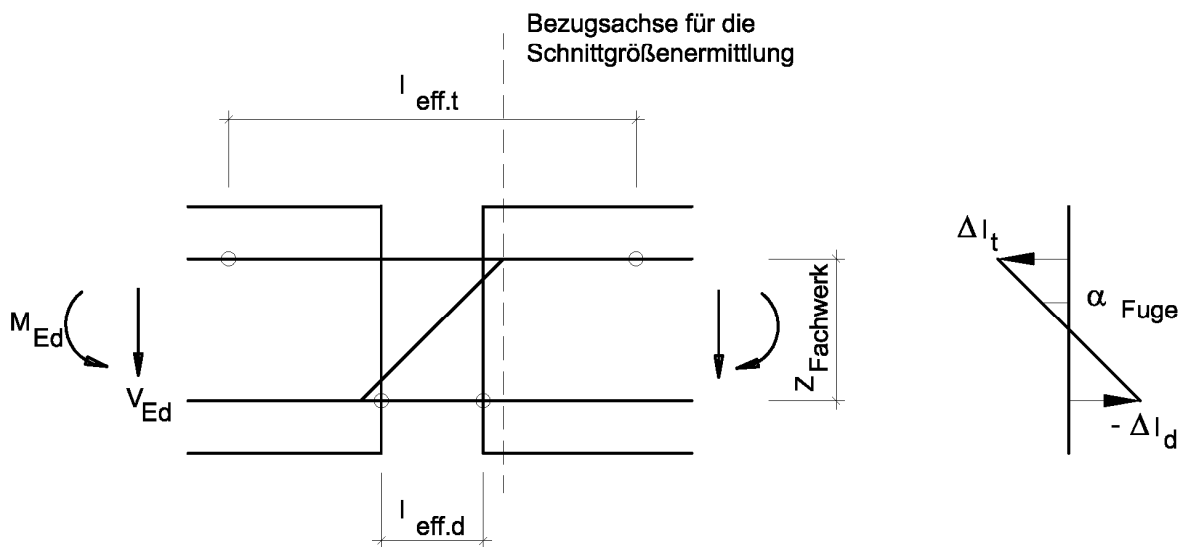 Bezugsachse für die
Schnittgrößenermittlung
l eff.t
Δl t
α Fuge
M Ed
z Fachwerk
V Ed
- Δl d
l eff.d